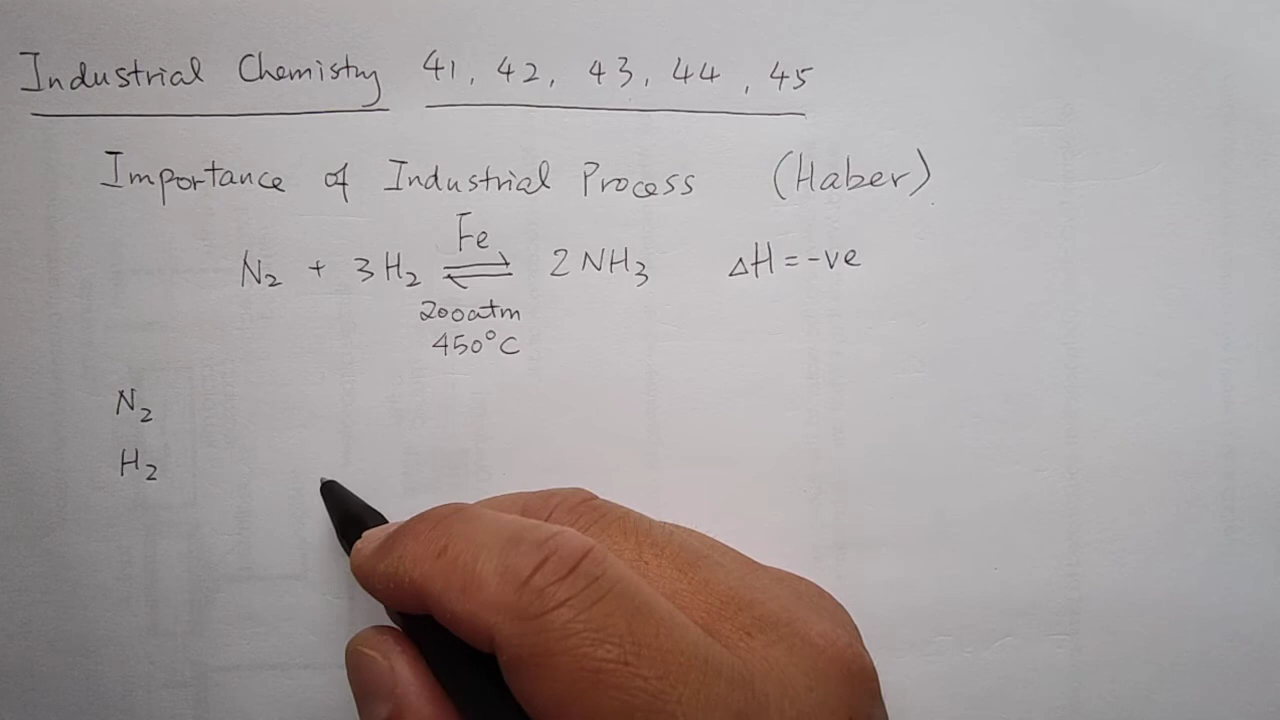 Industrial Chemistry 41, 42, 43, 44, 45
Importance of Industrial Process (Haber)
Fe
N₂ + 3H₂ ⇌ 2NH₃ ΔH = -ve
200atm
450°C
N₂
H₂